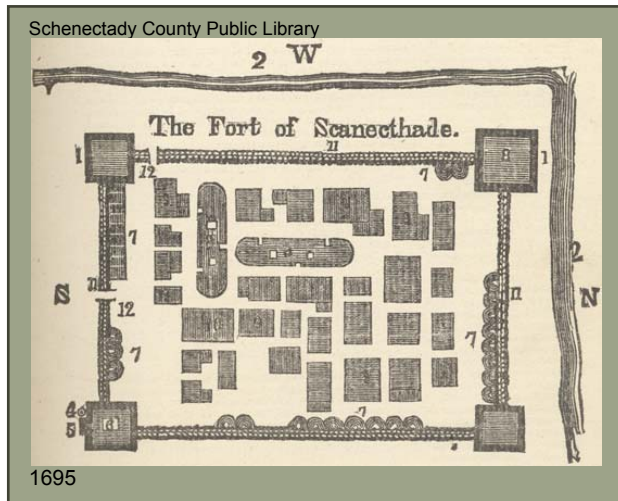 Schenectady County Public Library
2 W
The Fort of Scanecthade.
1 11 8 1
12 7
7
11 2
S 12 11 N
7 7
4
5 d 7
1695